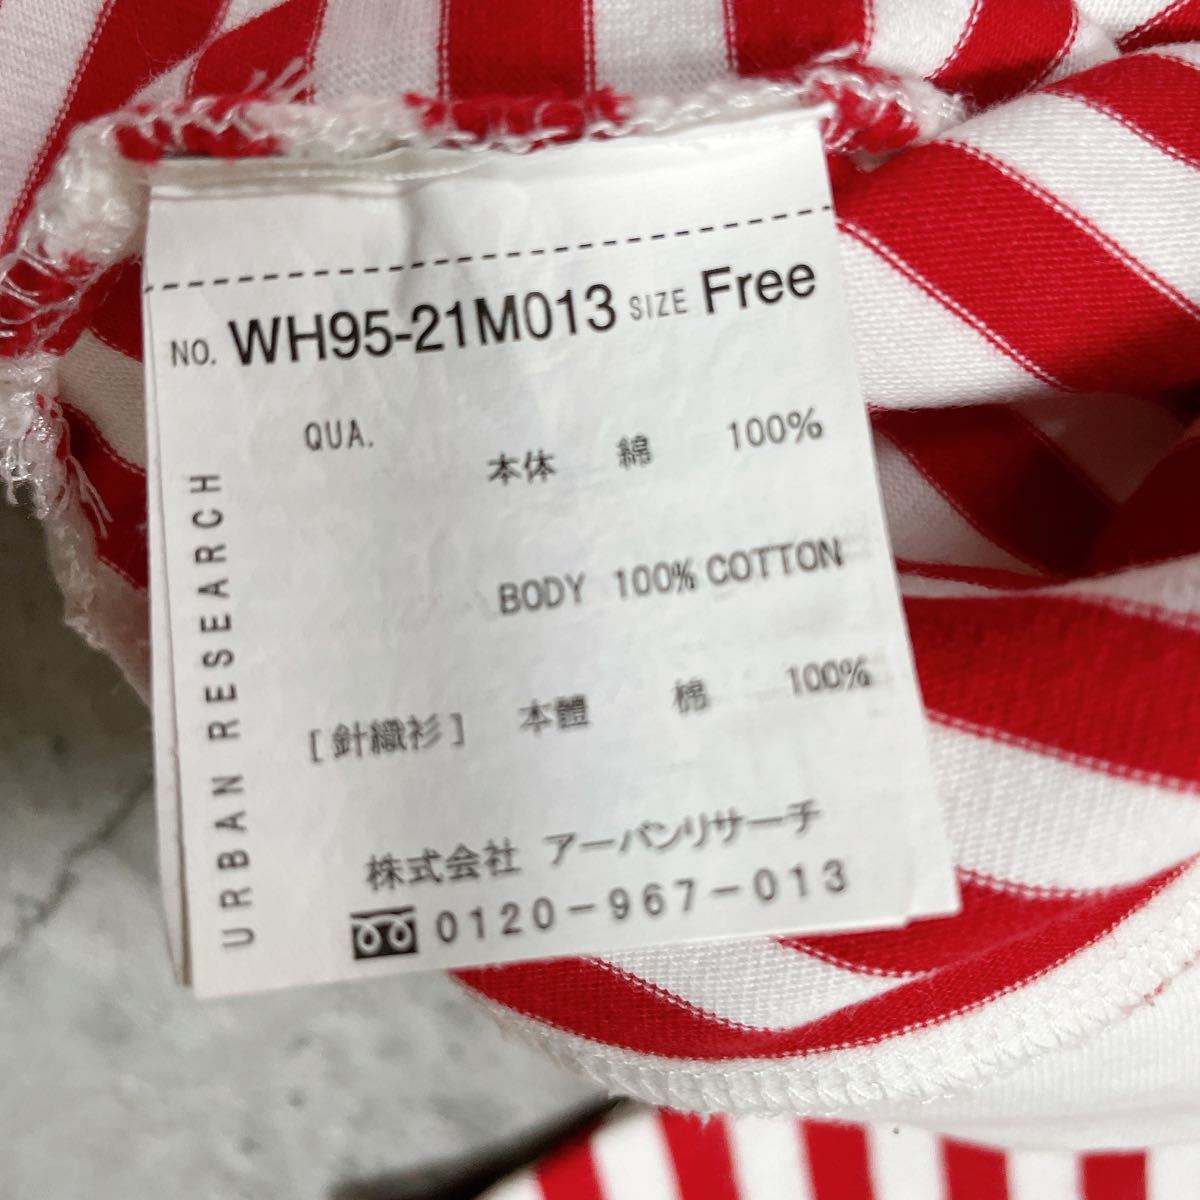 NO. WH95-21M013 SIZE Free
QUA.
本体 綿 100%
BODY 100% COTTON
[針織衫] 本體 棉 100%
株式会社 アーバンリサーチ
0120-967-013
URBAN RESEARCH